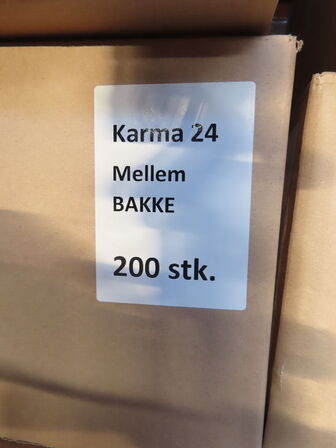 Karma 24
Mellem
BAKKE
200 stk.